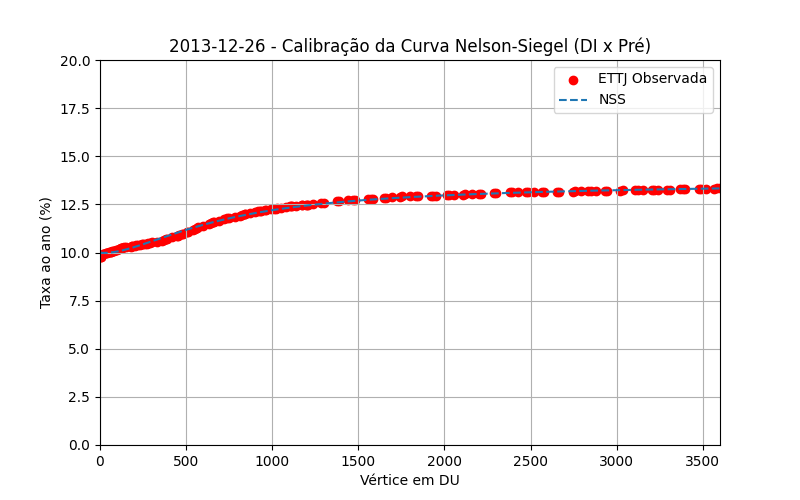 2013-12-26 - Calibração da Curva Nelson-Siegel (DI x Pré)
ETTJ Observada
NSS
20.0
17.5
15.0
12.5
10.0
7.5
5.0
2.5
0.0
Taxa ao ano (%)
0 500 1000 1500 2000 2500 3000 3500
Vértice em DU